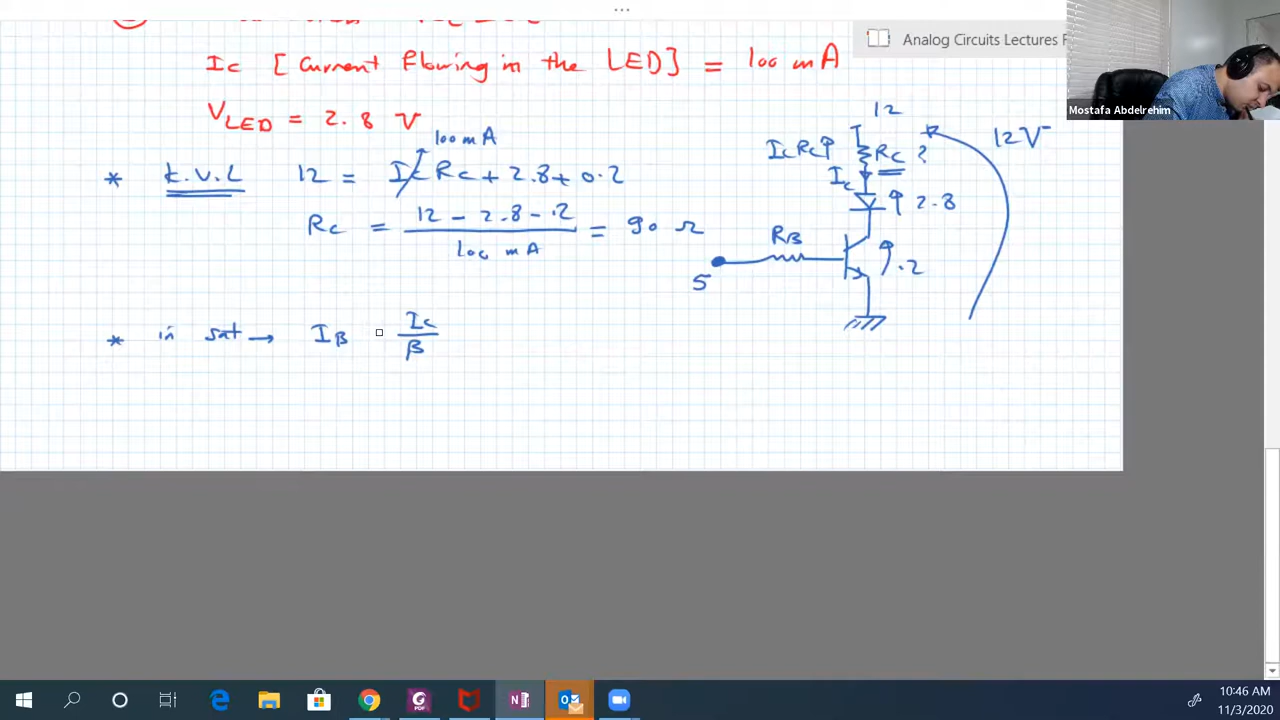 Analog Circuits Lectures F
Mostafa Abdelrehim
Ic [Current flowing in the LED] = 100 mA
VLED = 2.8 V
100 mA
* K.V.L 12 = Ic Rc + 2.8 + 0.2
Rc = 12 - 2.8 - .2 / 100 mA = 90 Ω
12
12V
IcRc↑
Rc ?
Ic
↑ 2.8
RB
↑ .2
5
* in sat → IB Ic / β
10:46 AM
11/3/2020